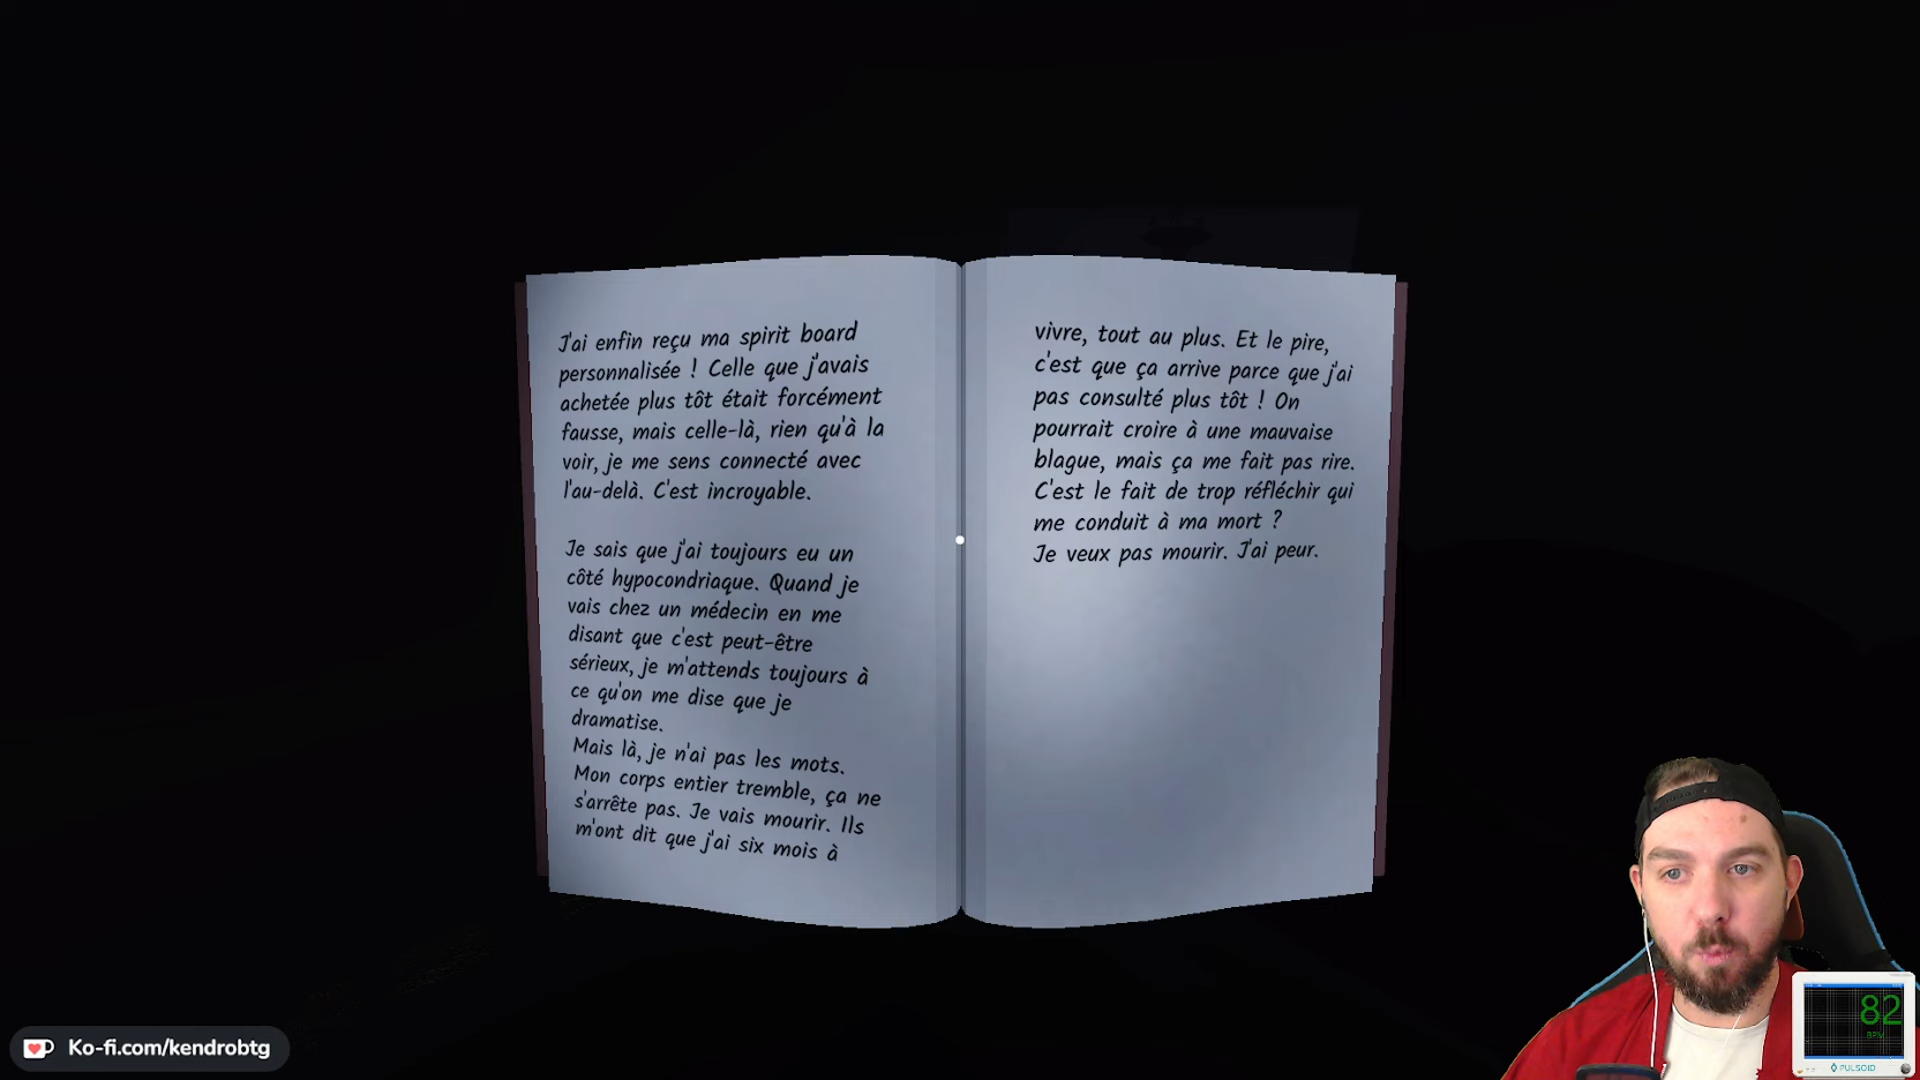 J'ai enfin reçu ma spirit board
personnalisée ! Celle que j'avais
achetée plus tôt était forcément
fausse, mais celle-là, rien qu'à la
voir, je me sens connecté avec
l'au-delà. C'est incroyable.
Je sais que j'ai toujours eu un
côté hypocondriaque. Quand je
vais chez un médecin en me
disant que c'est peut-être
sérieux, je m'attends toujours à
ce qu'on me dise que je
dramatise.
Mais là, je n'ai pas les mots.
Mon corps entier tremble, ça ne
s'arrête pas. Je vais mourir. Ils
m'ont dit que j'ai six mois à
vivre, tout au plus. Et le pire,
c'est que ça arrive parce que j'ai
pas consulté plus tôt ! On
pourrait croire à une mauvaise
blague, mais ça me fait pas rire.
C'est le fait de trop réfléchir qui
me conduit à ma mort ?
Je veux pas mourir. J'ai peur.
Ko-fi.com/kendrobtg
82
BPM
PULSOID